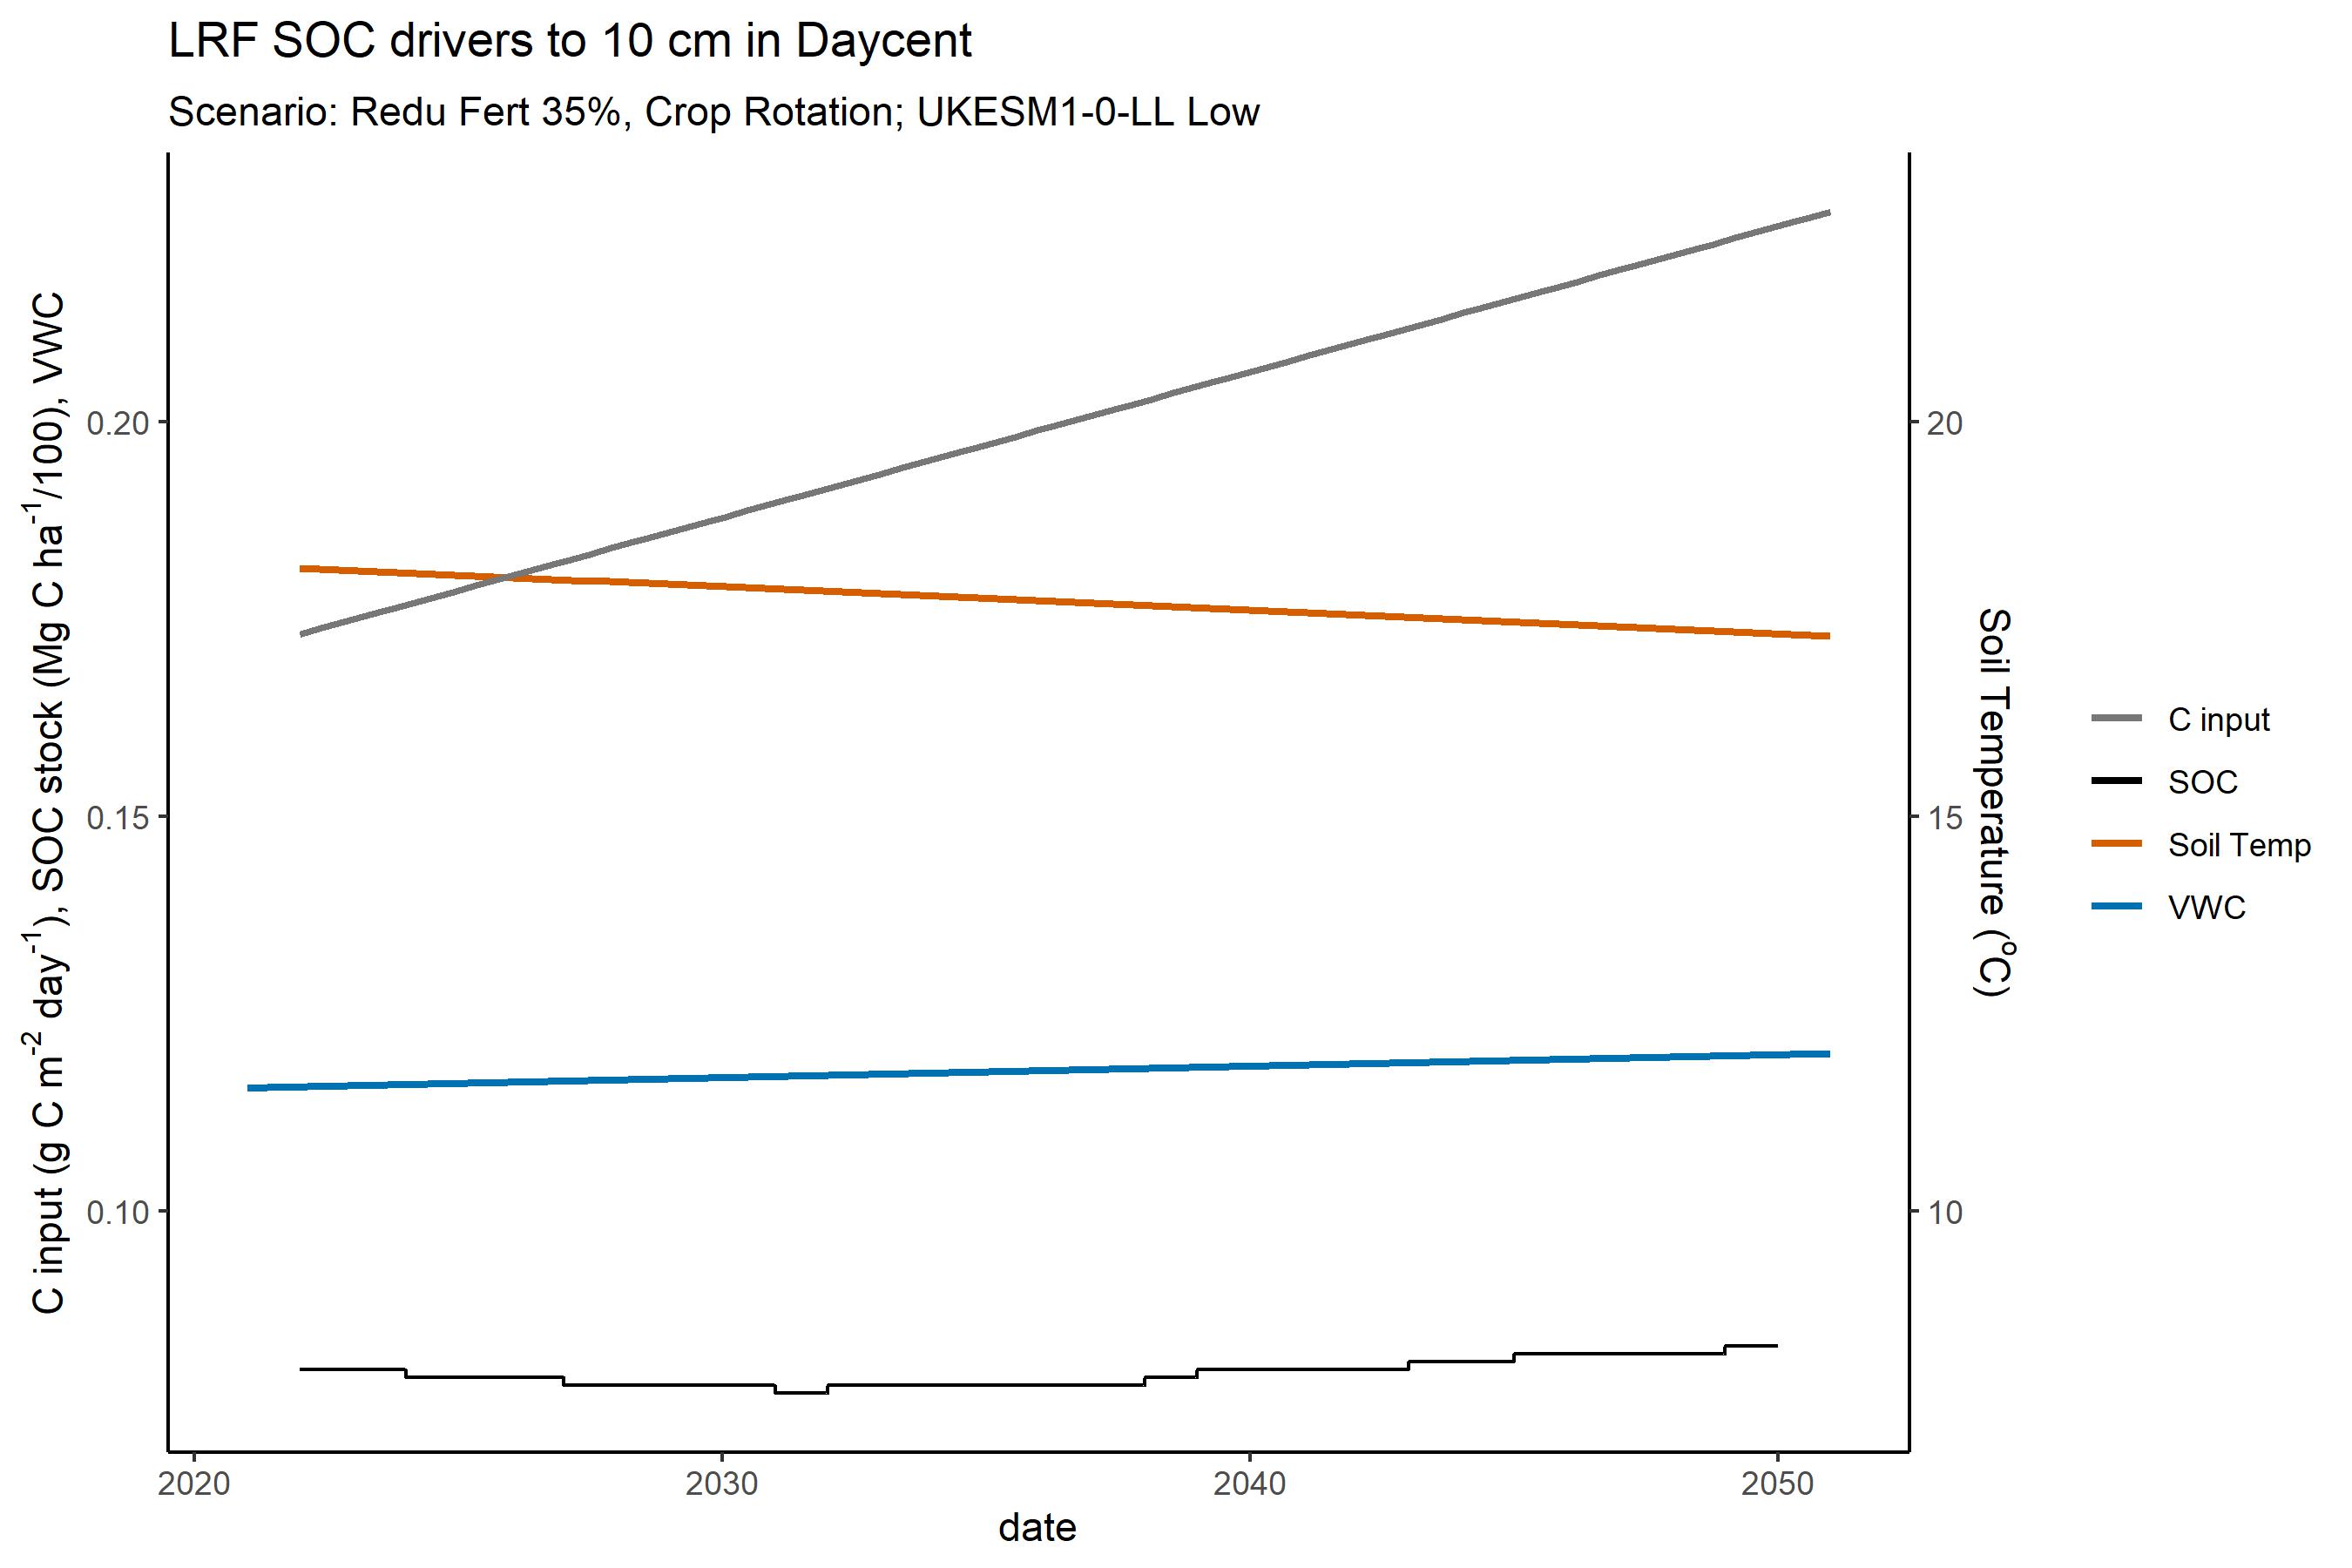 LRF SOC drivers to 10 cm in Daycent
Scenario: Redu Fert 35%, Crop Rotation; UKESM1-0-LL Low
C input (g C m⁻² day⁻¹), SOC stock (Mg C ha⁻¹/100), VWC
0.20
0.15
0.10
20
15
10
Soil Temperature (°C)
C input
SOC
Soil Temp
VWC
2020
2030
2040
2050
date